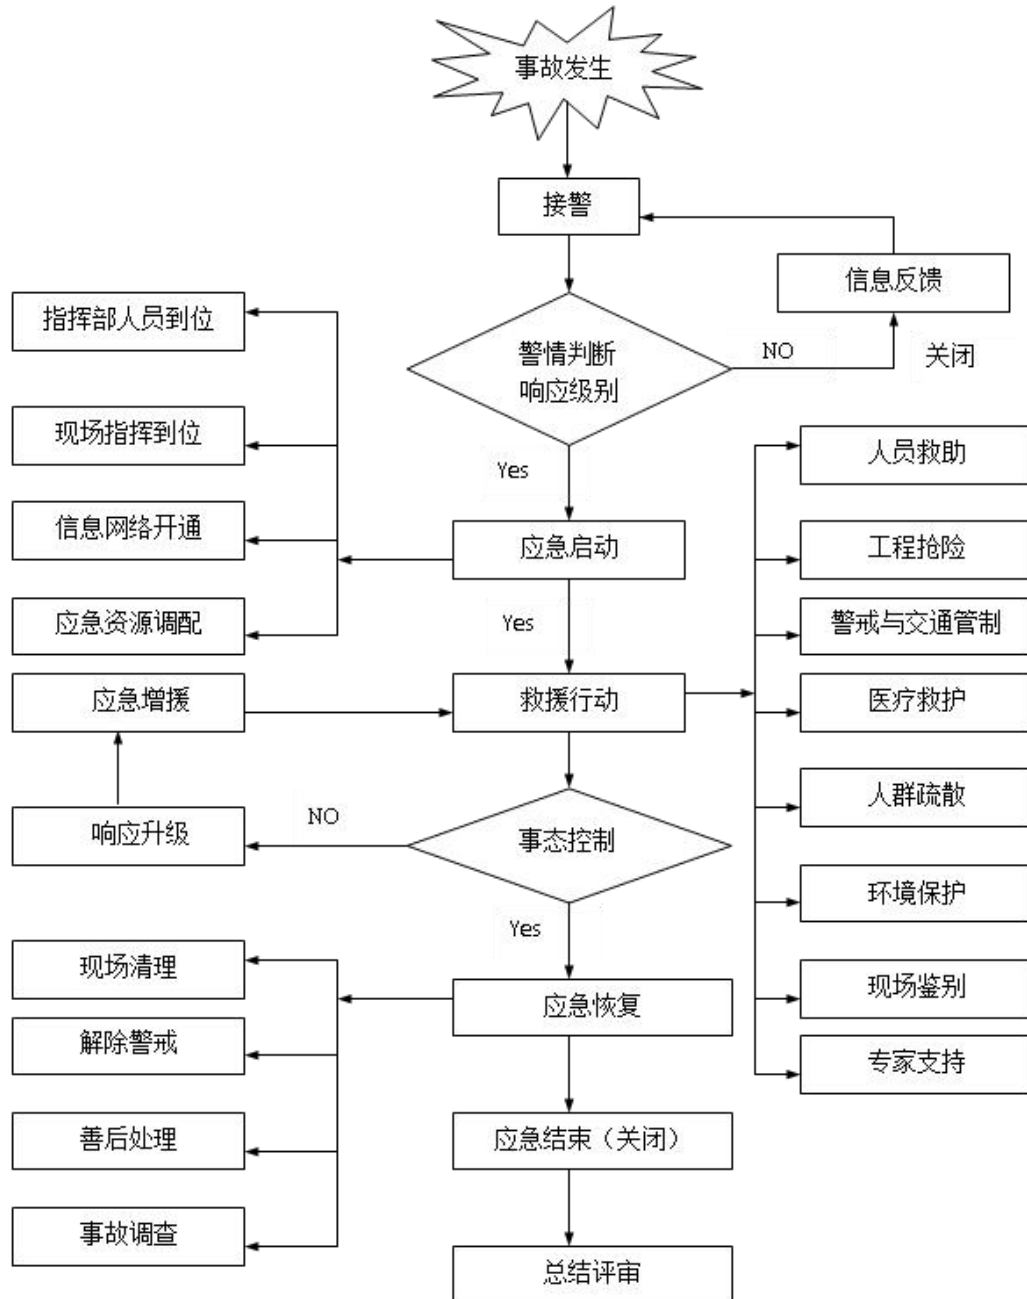 事故发生
接警
信息反馈
指挥部人员到位
警情判断
响应级别
NO
关闭
现场指挥到位
人员救助
Yes
信息网络开通
应急启动
工程抢险
应急资源调配
Yes
警戒与交通管制
应急增援
救援行动
医疗救护
人群疏散
响应升级
NO
事态控制
环境保护
Yes
现场清理
应急恢复
现场鉴别
解除警戒
专家支持
善后处理
应急结束（关闭）
事故调查
总结评审